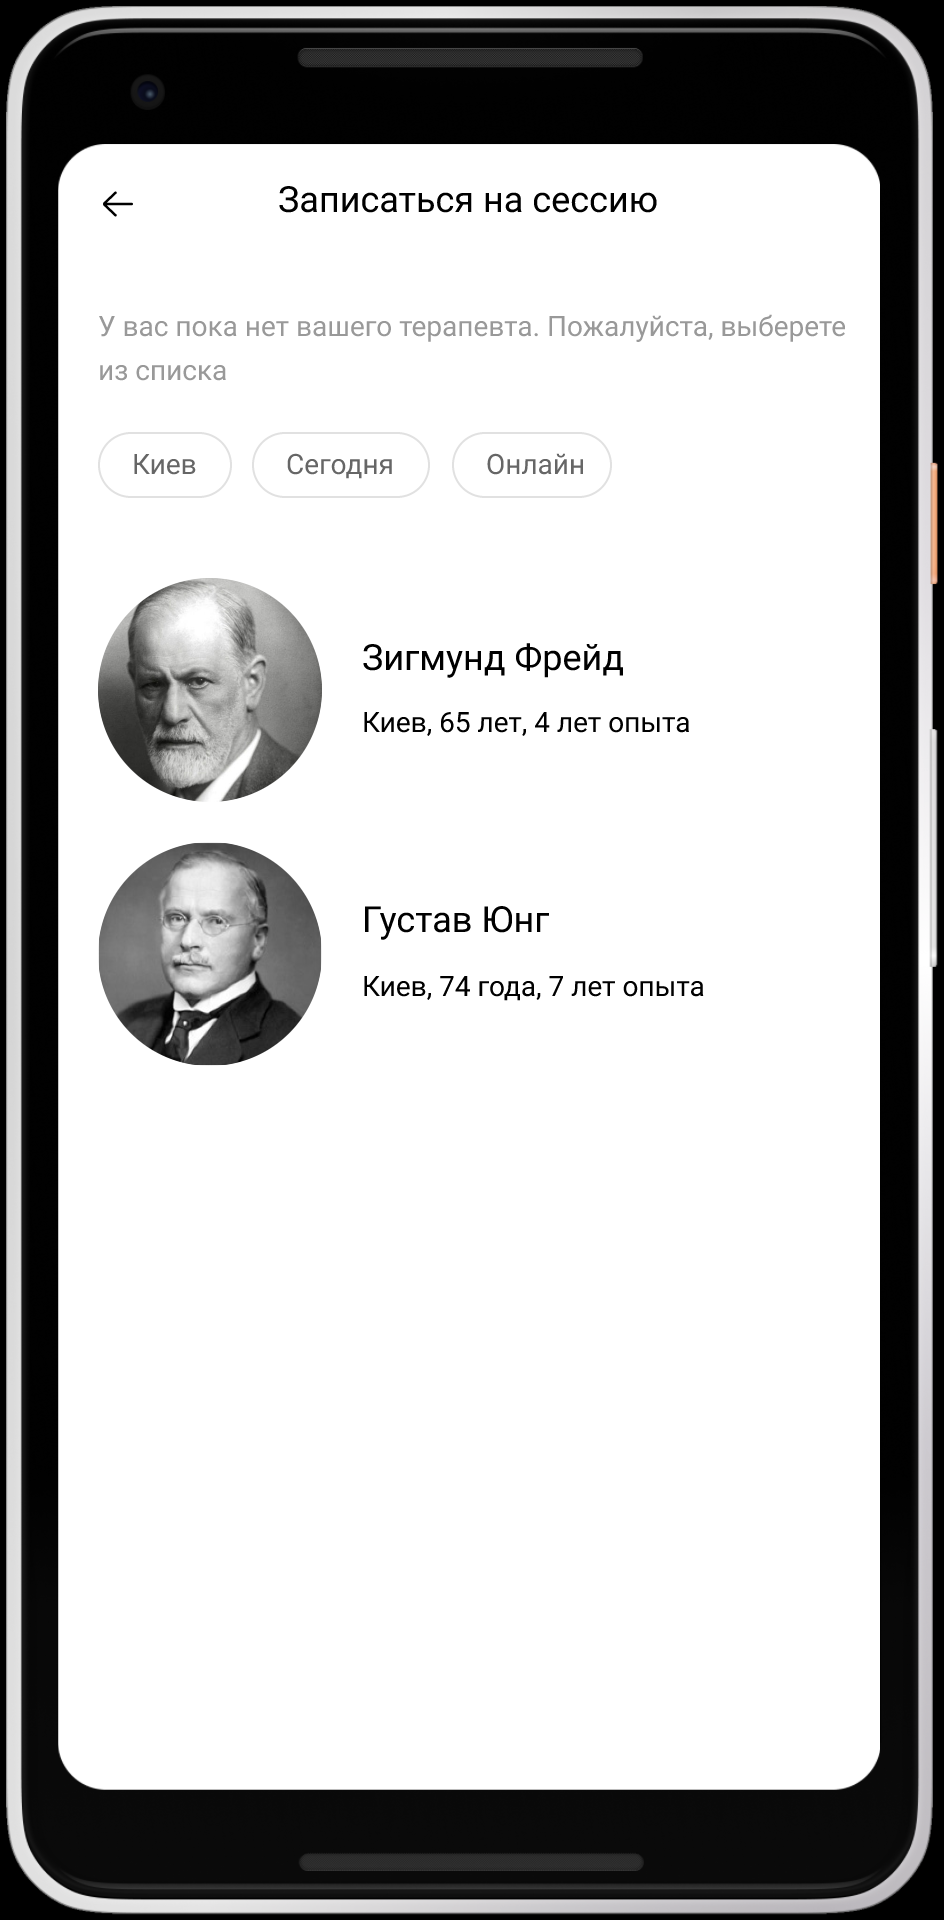 Записаться на сессию
У вас пока нет вашего терапевта. Пожалуйста, выберете
из списка
Киев
Сегодня
Онлайн
Зигмунд Фрейд
Киев, 65 лет, 4 лет опыта
Густав Юнг
Киев, 74 года, 7 лет опыта